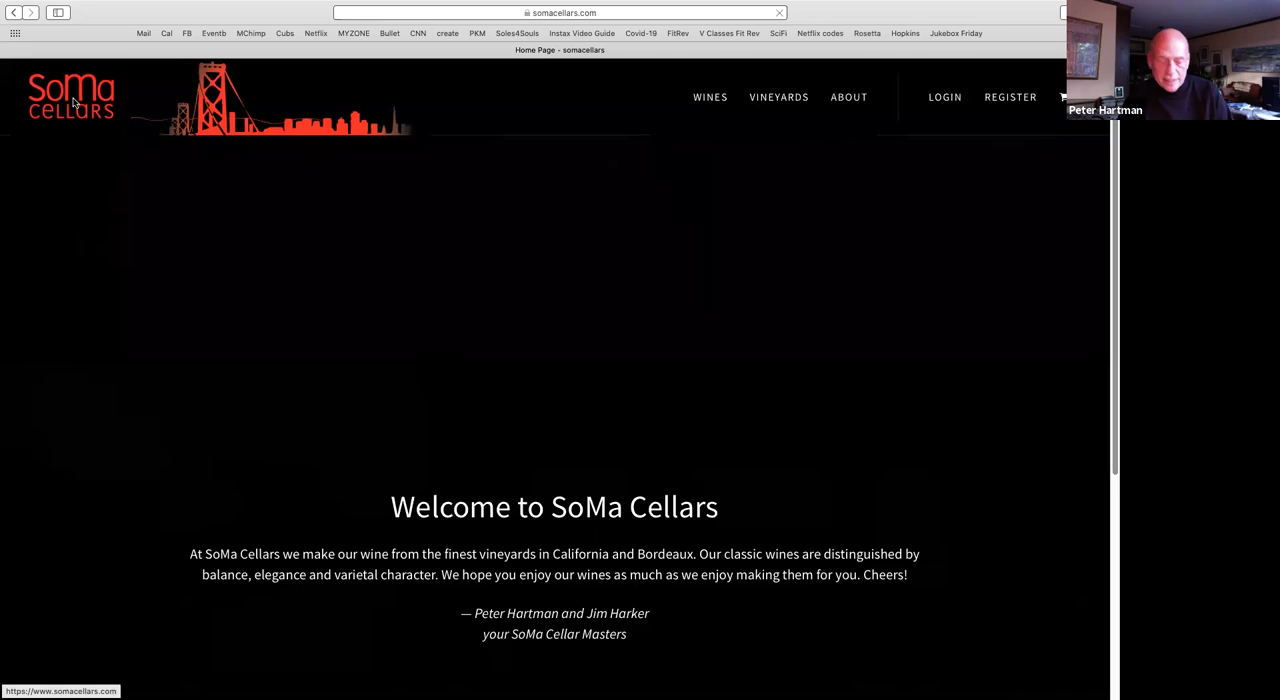 somacellars.com
Mail Cal FB Eventb MChimp Cubs Netflix MYZONE Bullet CNN create PKM Soles4Souls Instax Video Guide Covid-19 FitRev V Classes Fit Rev SciFi Netflix codes Rosetta Hopkins Jukebox Friday
Home Page - somacellars
SoMa
cellars
WINES VINEYARDS ABOUT LOGIN REGISTER
Peter Hartman
Welcome to SoMa Cellars
At SoMa Cellars we make our wine from the finest vineyards in California and Bordeaux. Our classic wines are distinguished by
balance, elegance and varietal character. We hope you enjoy our wines as much as we enjoy making them for you. Cheers!
— Peter Hartman and Jim Harker
your SoMa Cellar Masters
https://www.somacellars.com